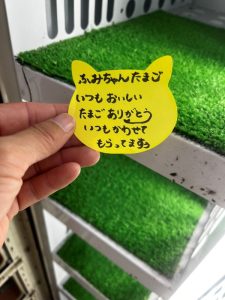 ふみちゃんたまご
いつもおいしい
たまごありがとう
いつもかわせて
もらってます